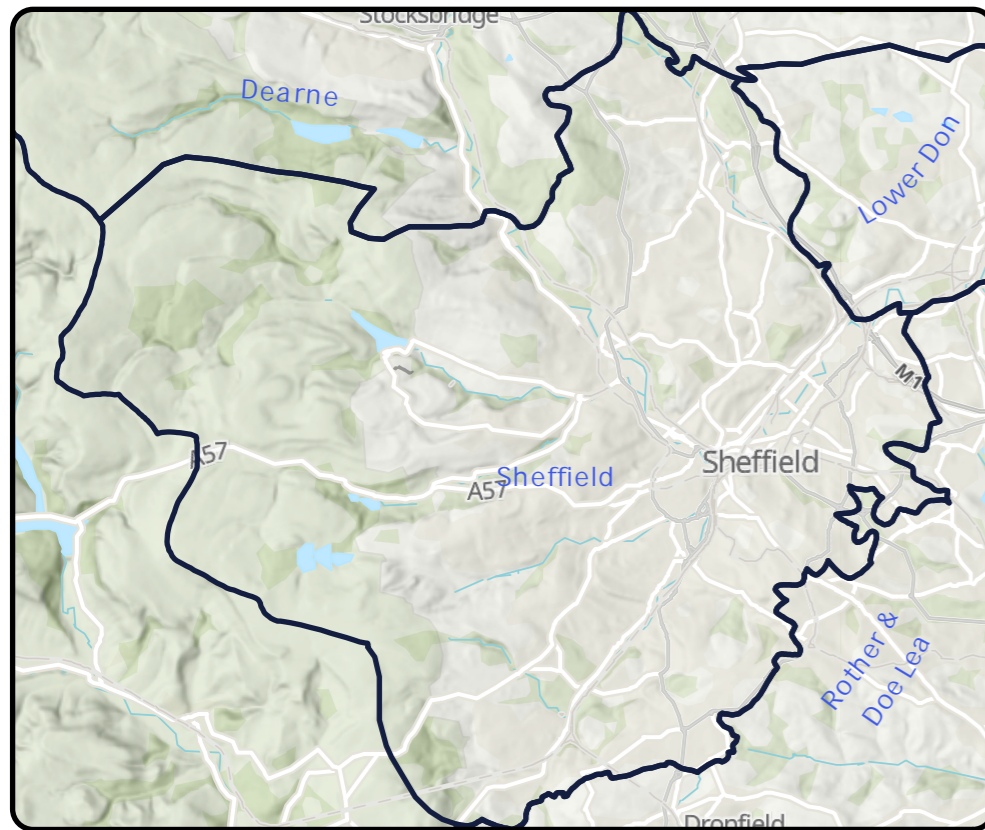 Stocksbridge
Dearne
Lower Don
M1
A57
Sheffield
Sheffield
A57
Rother &
Doe Lea
Dronfield